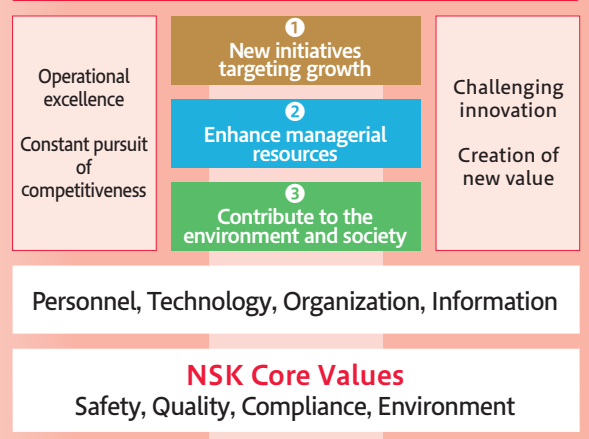 Operational
excellence
Constant pursuit
of
competitiveness
1
New initiatives
targeting growth
2
Enhance managerial
resources
3
Contribute to the
environment and society
Challenging
innovation
Creation of
new value
Personnel, Technology, Organization, Information
NSK Core Values
Safety, Quality, Compliance, Environment